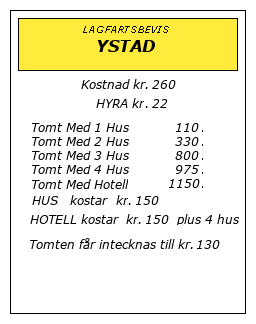 LAGFARTSBEVIS
YSTAD
Kostnad kr. 260
HYRA kr. 22
Tomt Med 1 Hus 110.
Tomt Med 2 Hus 330.
Tomt Med 3 Hus 800.
Tomt Med 4 Hus 975.
Tomt Med Hotell 1150.
HUS kostar kr. 150
HOTELL kostar kr. 150 plus 4 hus
Tomten får intecknas till kr. 130